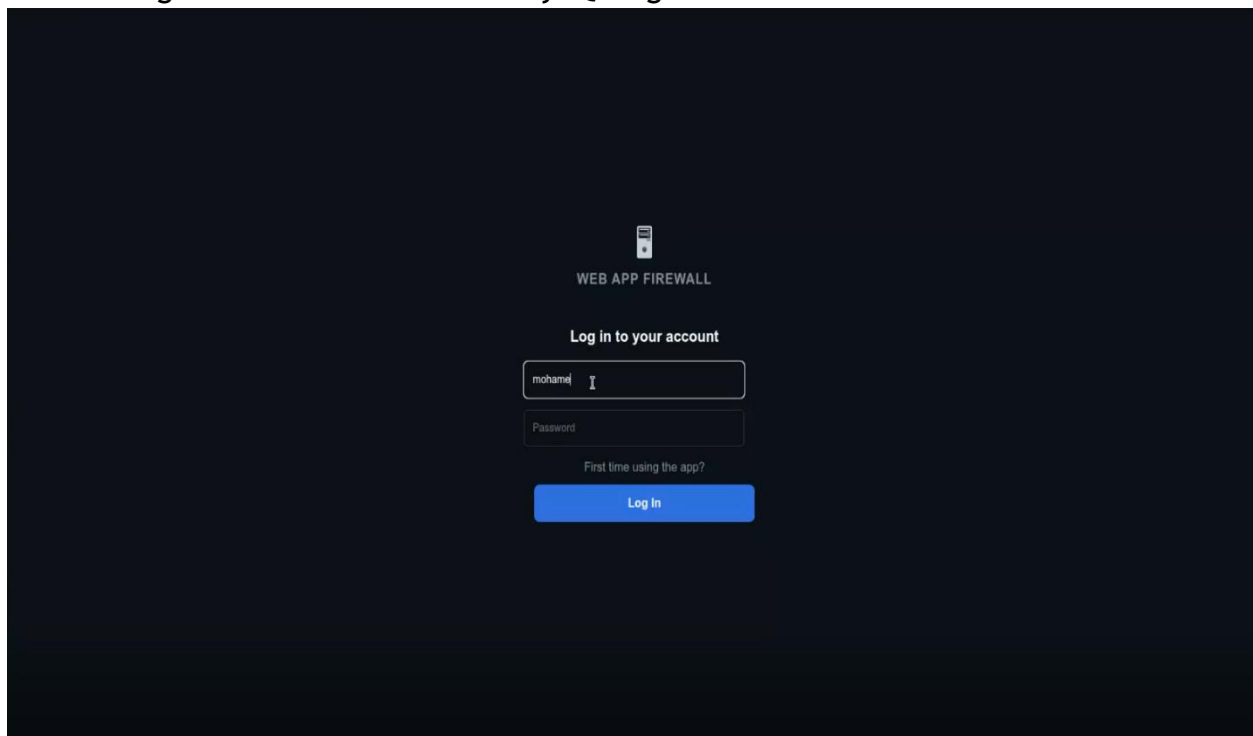 WEB APP FIREWALL
Log in to your account
mohame
Password
First time using the app?
Log In